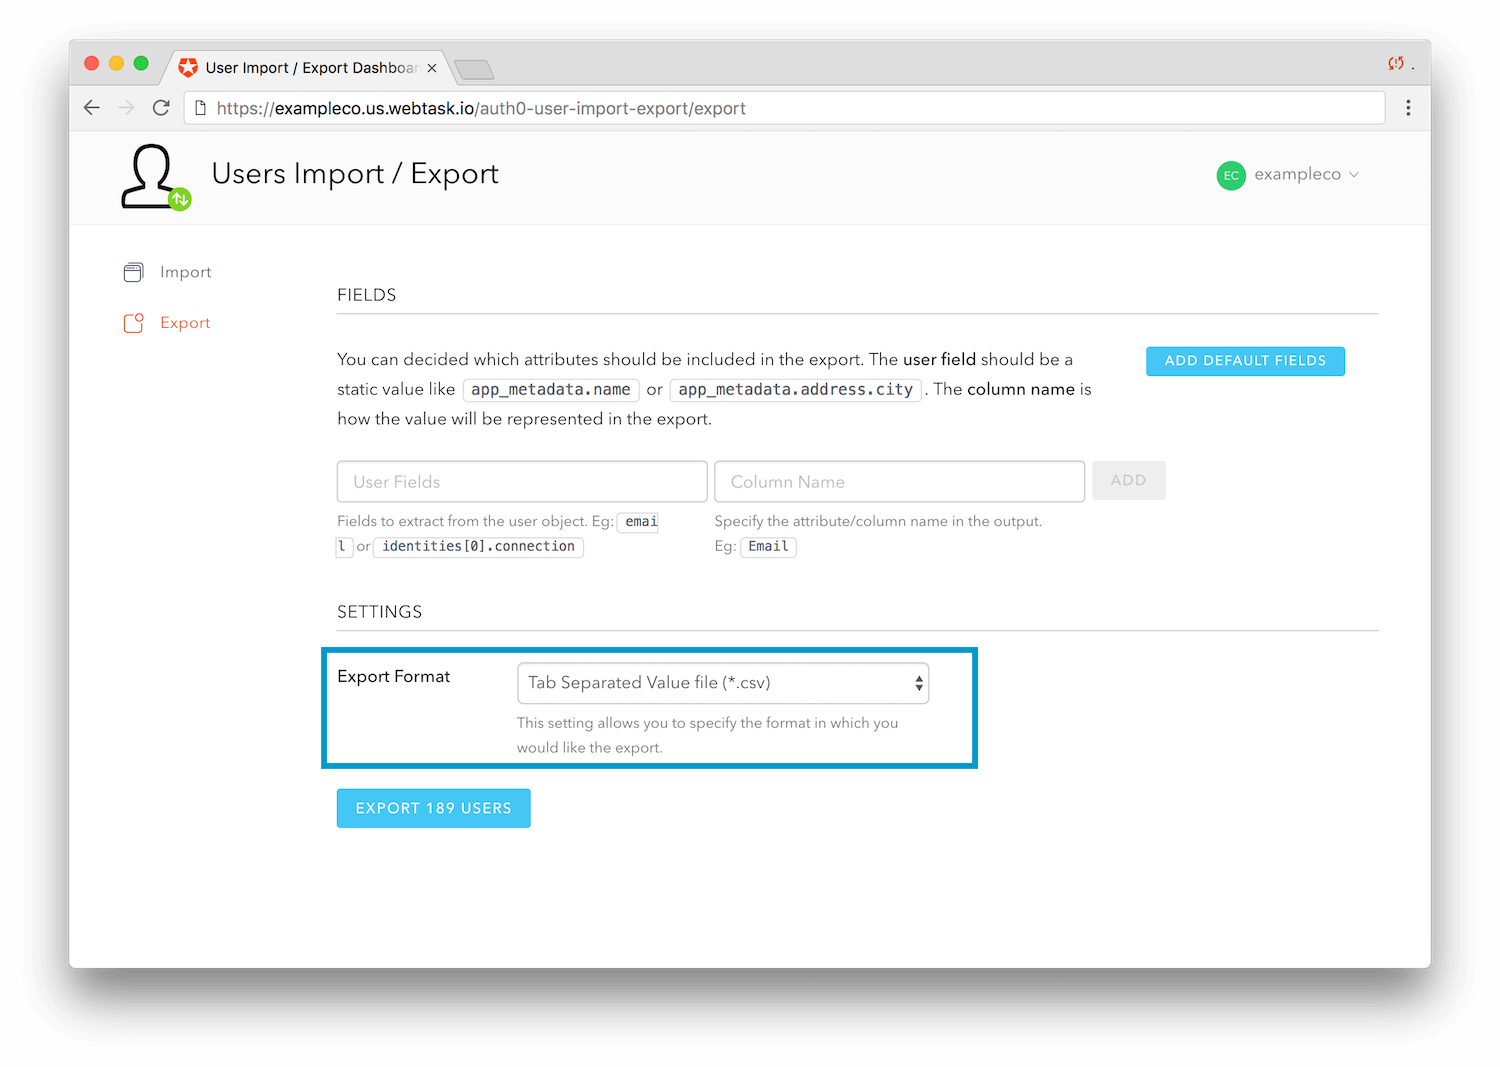 User Import / Export Dashboar
https://exampleco.us.webtask.io/auth0-user-import-export/export
Users Import / Export
EC exampleco
Import
Export
FIELDS
You can decided which attributes should be included in the export. The user field should be a
static value like app_metadata.name or app_metadata.address.city . The column name is
how the value will be represented in the export.
ADD DEFAULT FIELDS
User Fields
Column Name
ADD
Fields to extract from the user object. Eg: emai
l or identities[0].connection
Specify the attribute/column name in the output.
Eg: Email
SETTINGS
Export Format
Tab Separated Value file (*.csv)
This setting allows you to specify the format in which you
would like the export.
EXPORT 189 USERS